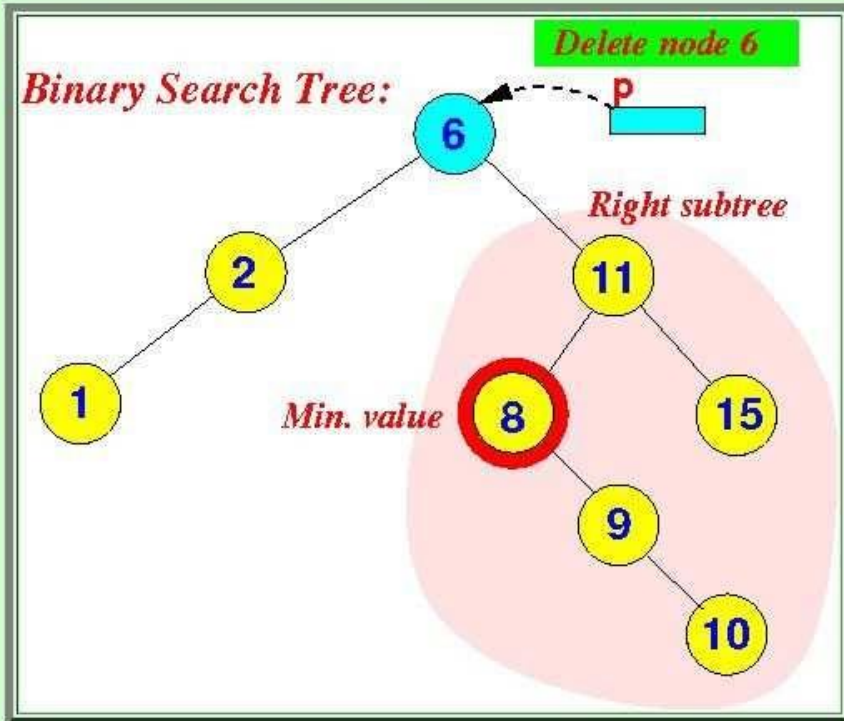 Delete node 6
Binary Search Tree:
p
6
Right subtree
2
11
1
Min. value
8
15
9
10